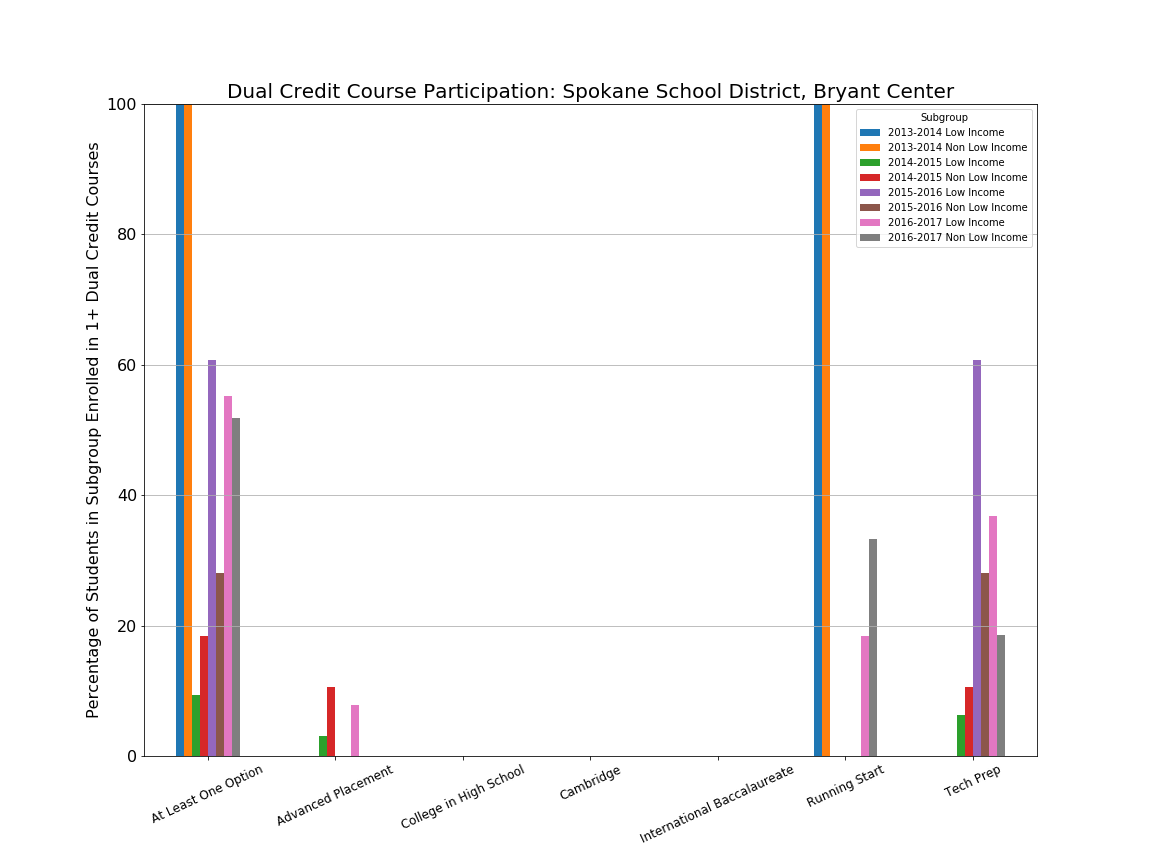 Dual Credit Course Participation: Spokane School District, Bryant Center
Percentage of Students in Subgroup Enrolled in 1+ Dual Credit Courses
100
80
60
40
20
0
Subgroup
2013-2014 Low Income
2013-2014 Non Low Income
2014-2015 Low Income
2014-2015 Non Low Income
2015-2016 Low Income
2015-2016 Non Low Income
2016-2017 Low Income
2016-2017 Non Low Income
At Least One Option
Advanced Placement
College in High School
Cambridge
International Baccalaureate
Running Start
Tech Prep